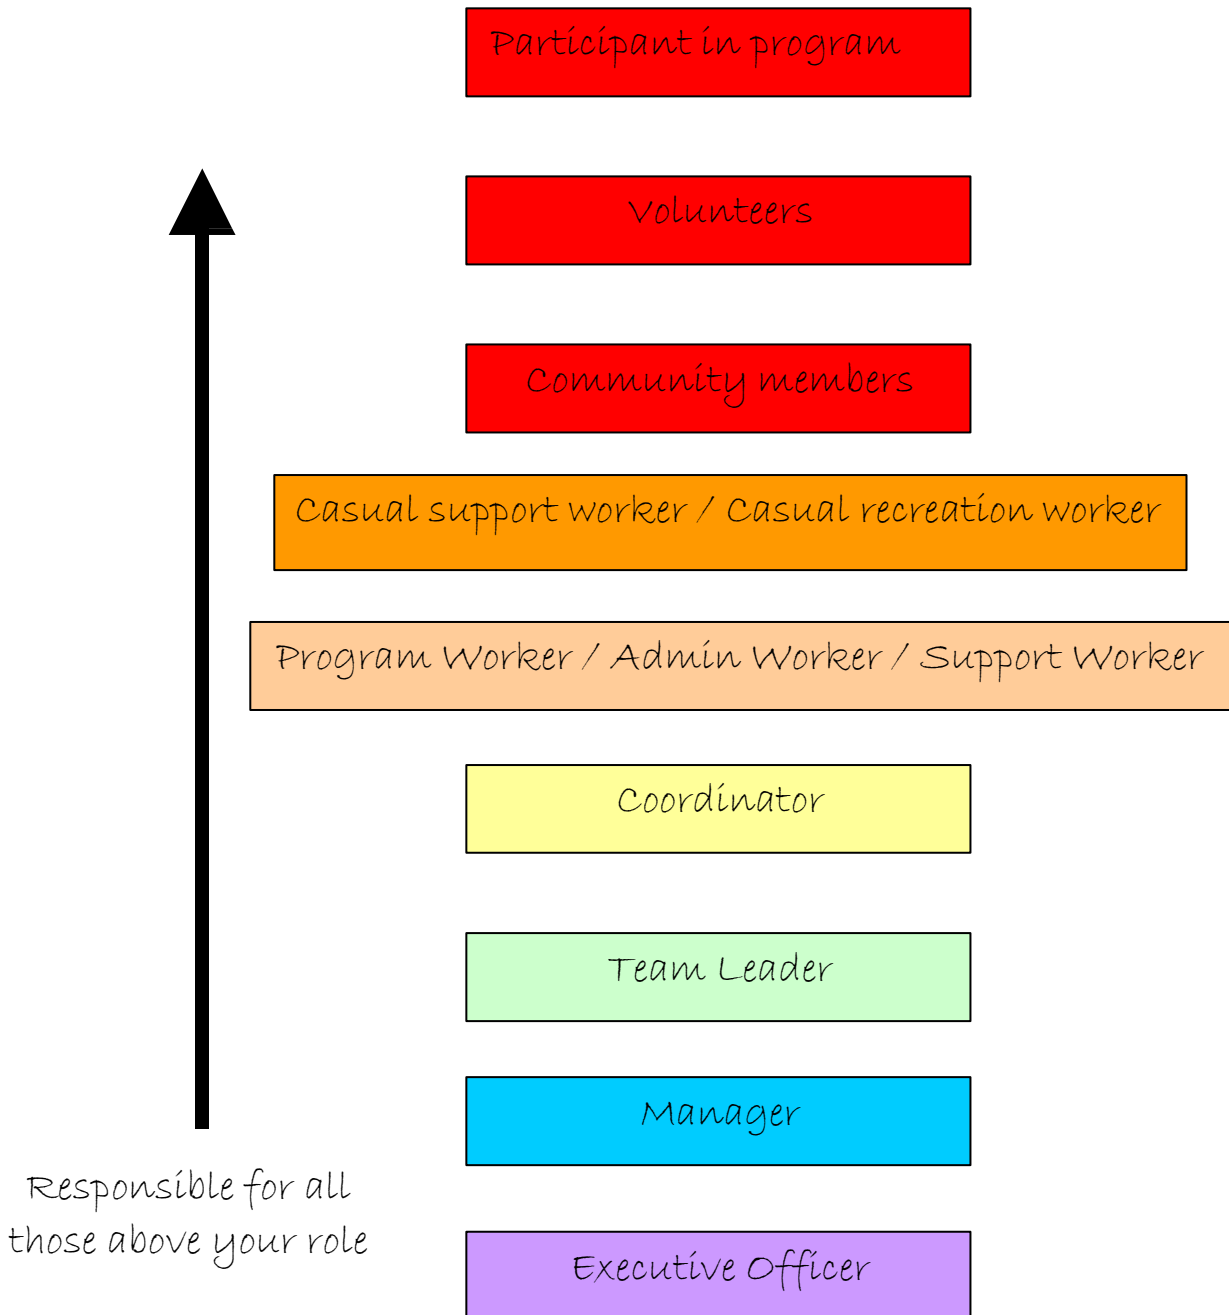 Participant in program
Volunteers
Community members
Casual support worker / Casual recreation worker
Program Worker / Admin Worker / Support Worker
Coordinator
Team Leader
Manager
Responsible for all
those above your role
Executive Officer